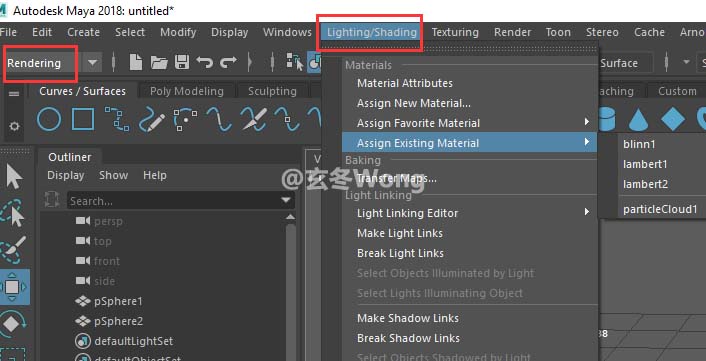 Autodesk Maya 2018: untitled*
File Edit Create Select Modify Display Windows Lighting/Shading Texturing Render Toon Stereo Cache
Rendering
Surface
Curves / Surfaces Poly Modeling Sculpting
Custom
Materials
Material Attributes
Assign New Material...
Assign Favorite Material
Assign Existing Material
blinn1
lambert1
lambert2
particleCloud1
Baking
Transfer Maps...
Light Linking
Light Linking Editor
Make Light Links
Break Light Links
Select Objects Illuminated by Light
Select Lights Illuminating Object
Make Shadow Links
Break Shadow Links
Select Objects Shadowed by Light
Outliner
Display Show Help
Search...
persp
top
front
side
pSphere1
pSphere2
defaultLightSet
defaultObjectSet
@玄冬Wong